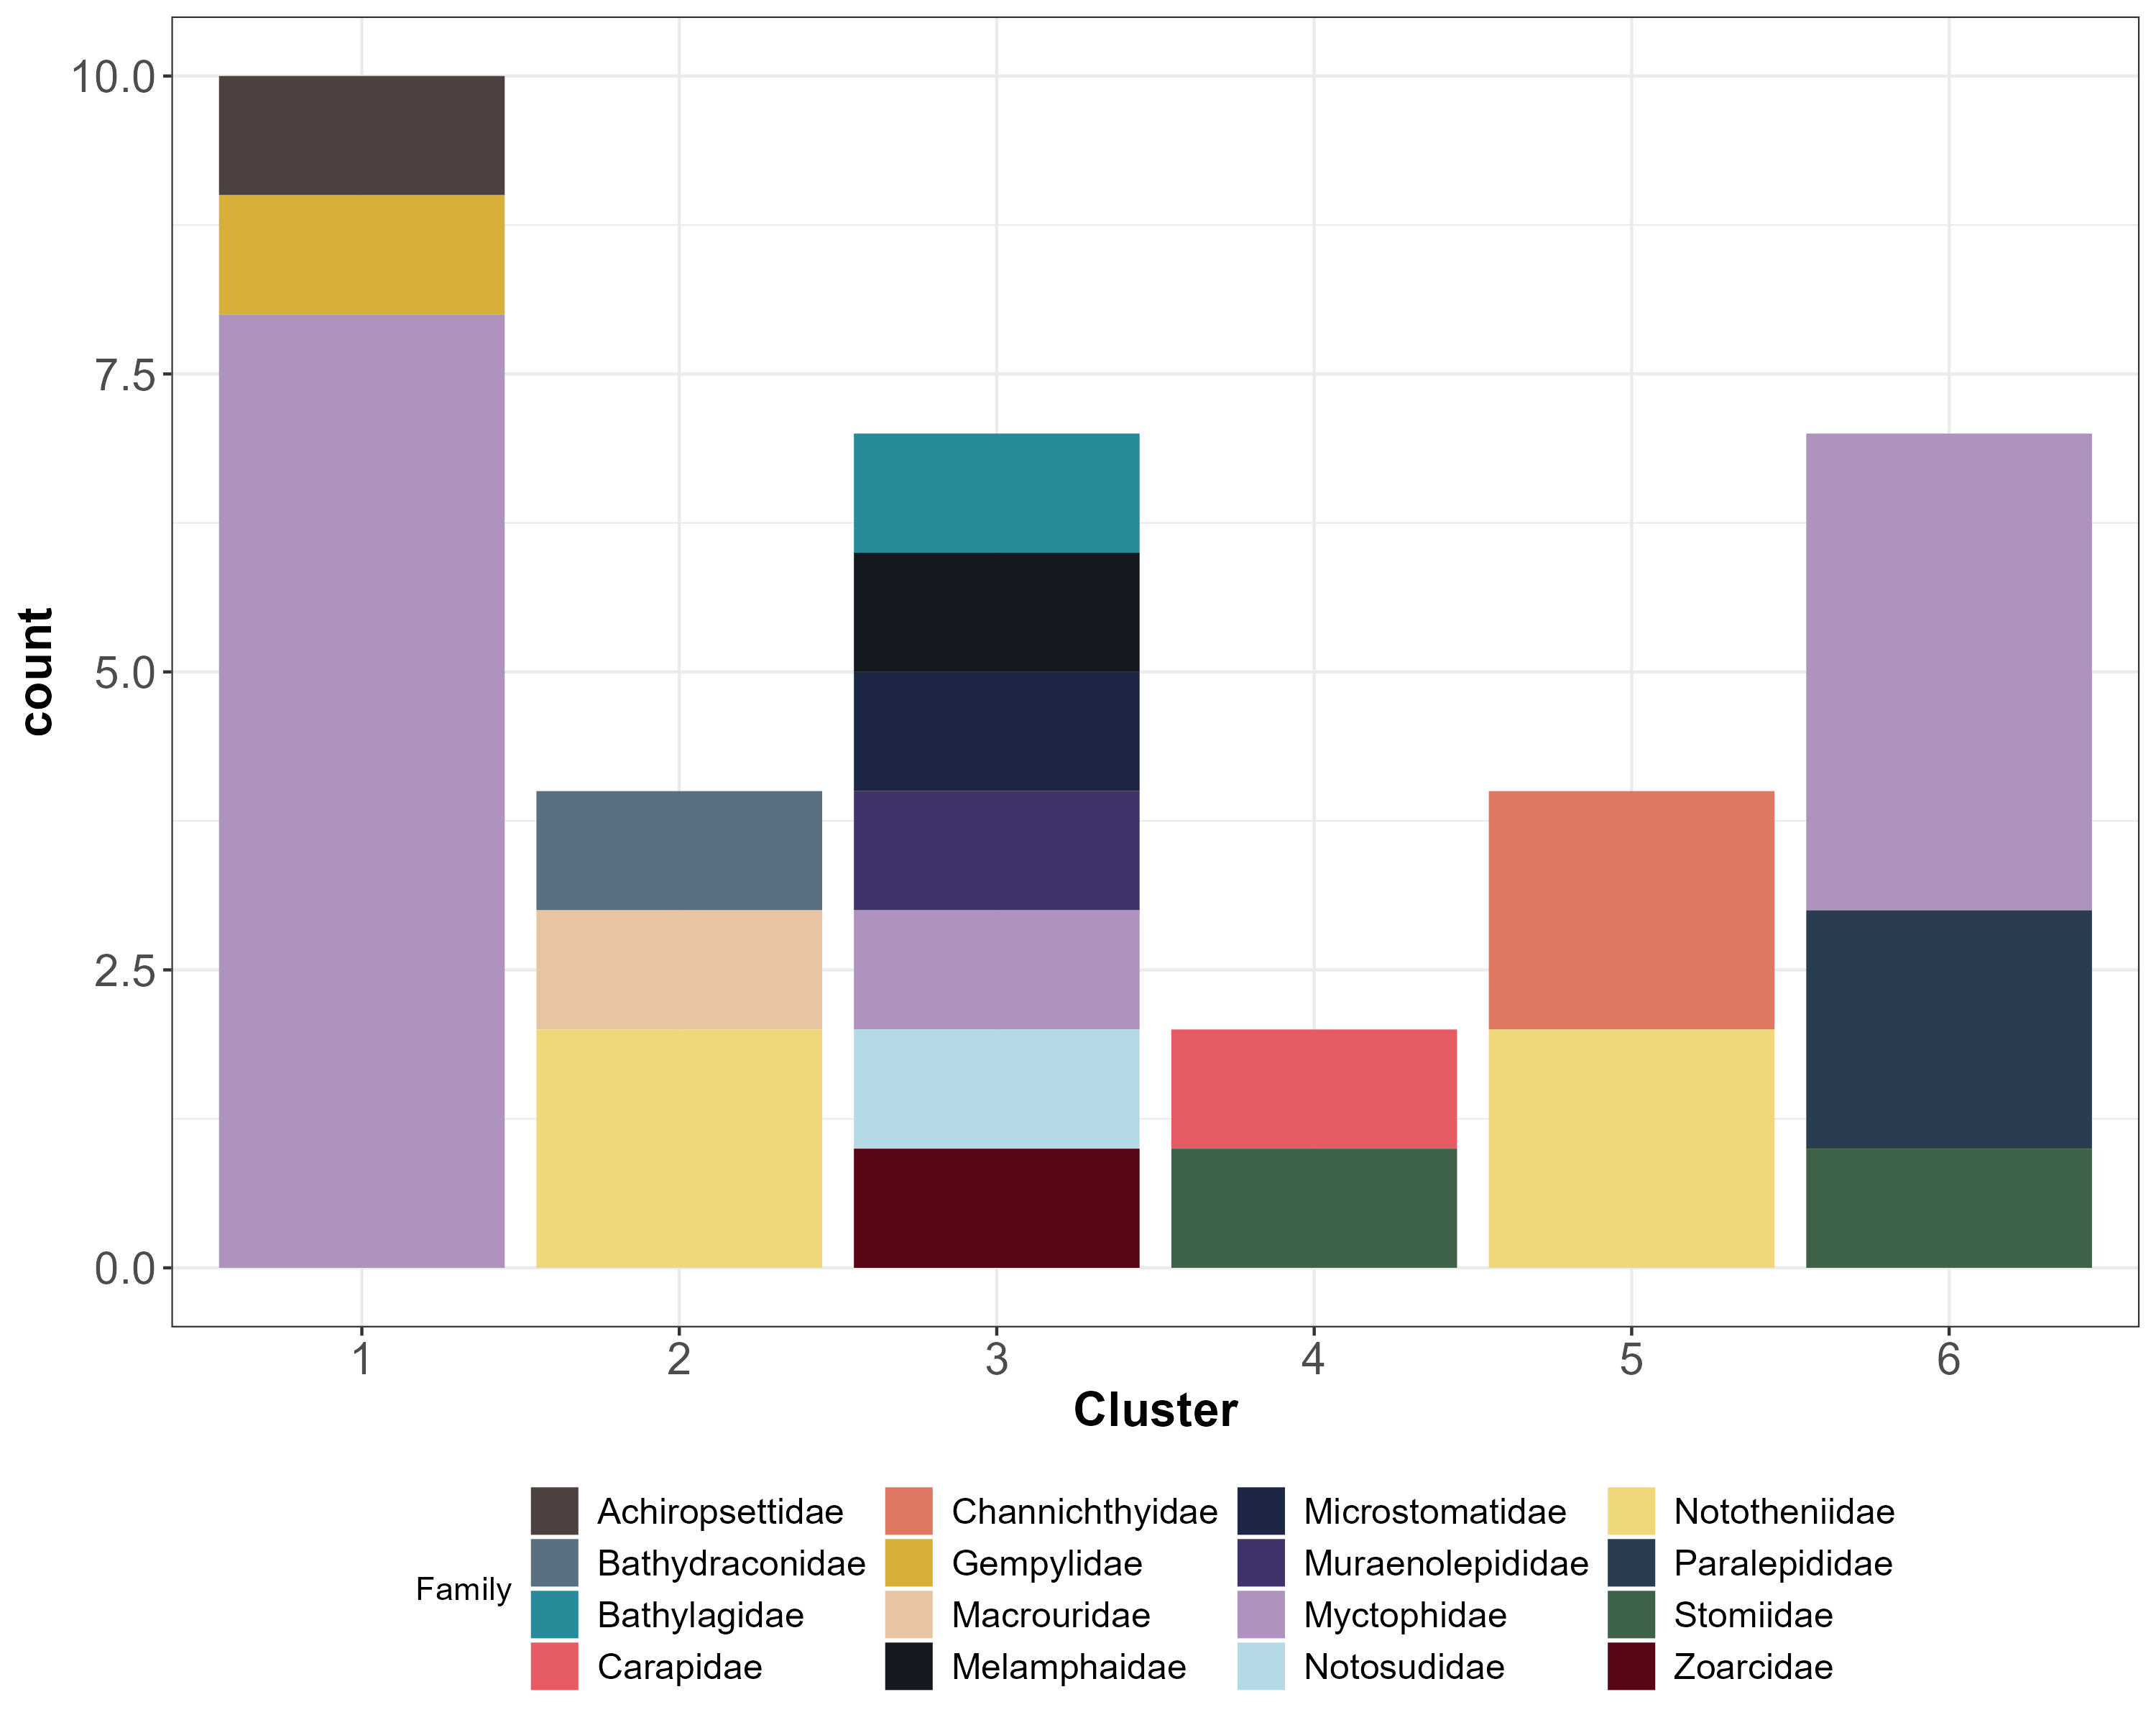 count
10.0
7.5
5.0
2.5
0.0
1 2 3 4 5 6
Cluster
Family
Achiropsettidae Channichthyidae Microstomatidae Nototheniidae
Bathydraconidae Gempylidae Muraenolepididae Paralepididae
Bathylagidae Macrouridae Myctophidae Stomiidae
Carapidae Melamphaidae Notosudidae Zoarcidae